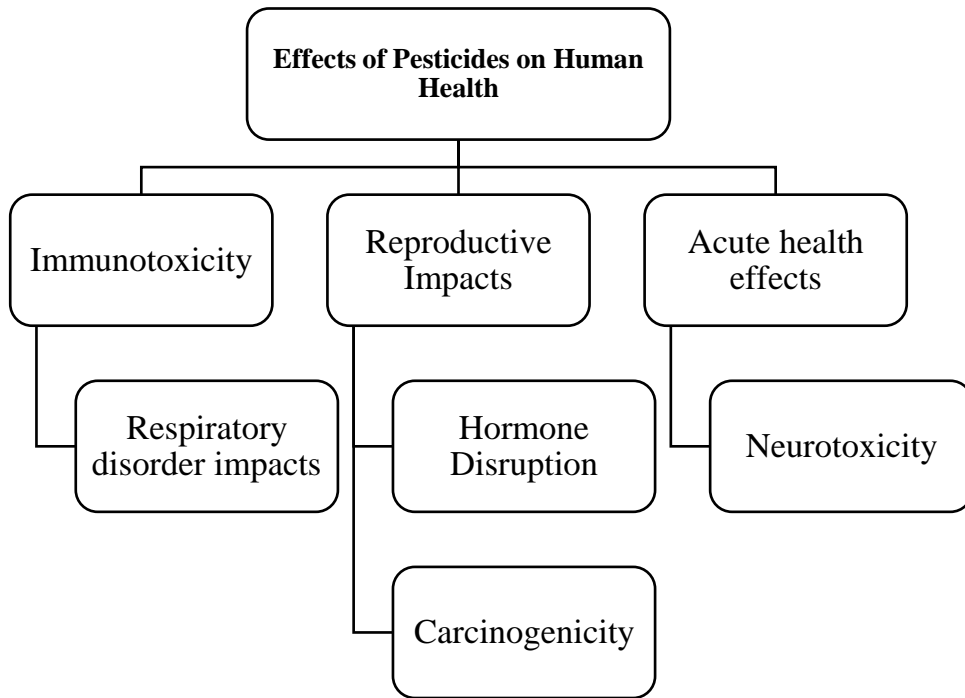 Effects of Pesticides on Human
Health
Immunotoxicity
Reproductive
Impacts
Acute health
effects
Respiratory
disorder impacts
Hormone
Disruption
Neurotoxicity
Carcinogenicity